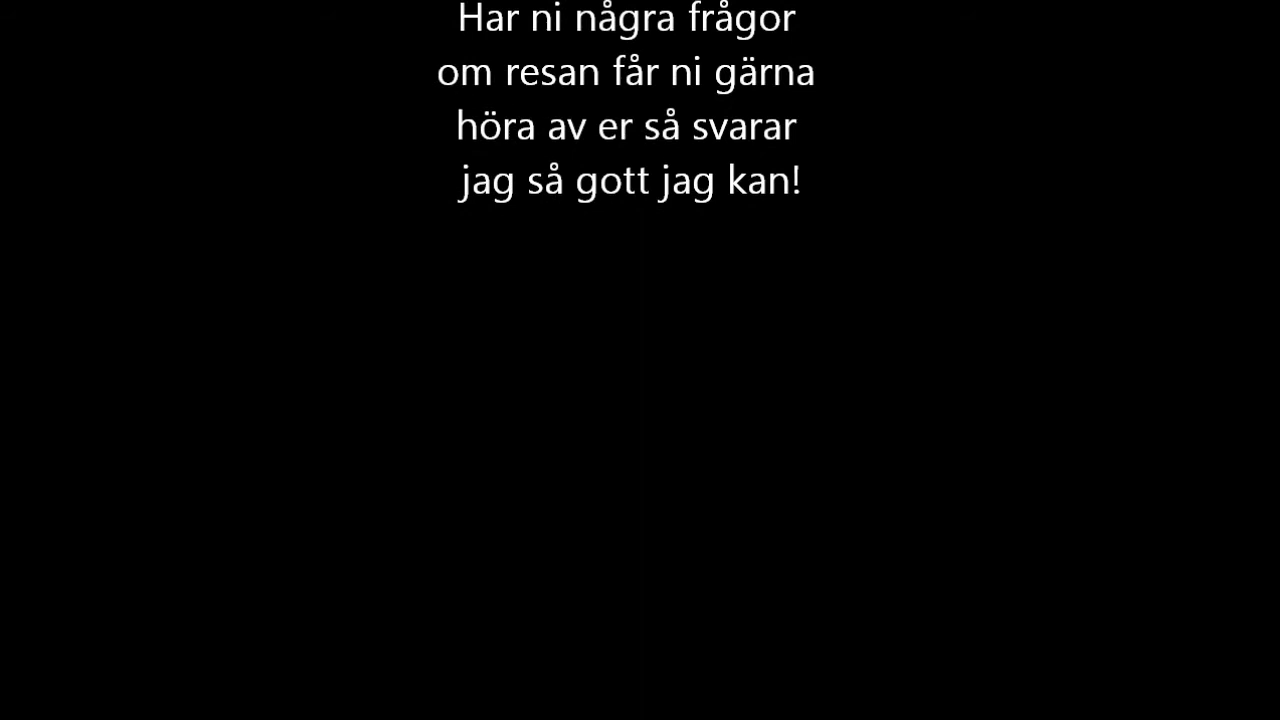 Har ni några frågor
om resan får ni gärna
höra av er så svarar
jag så gott jag kan!